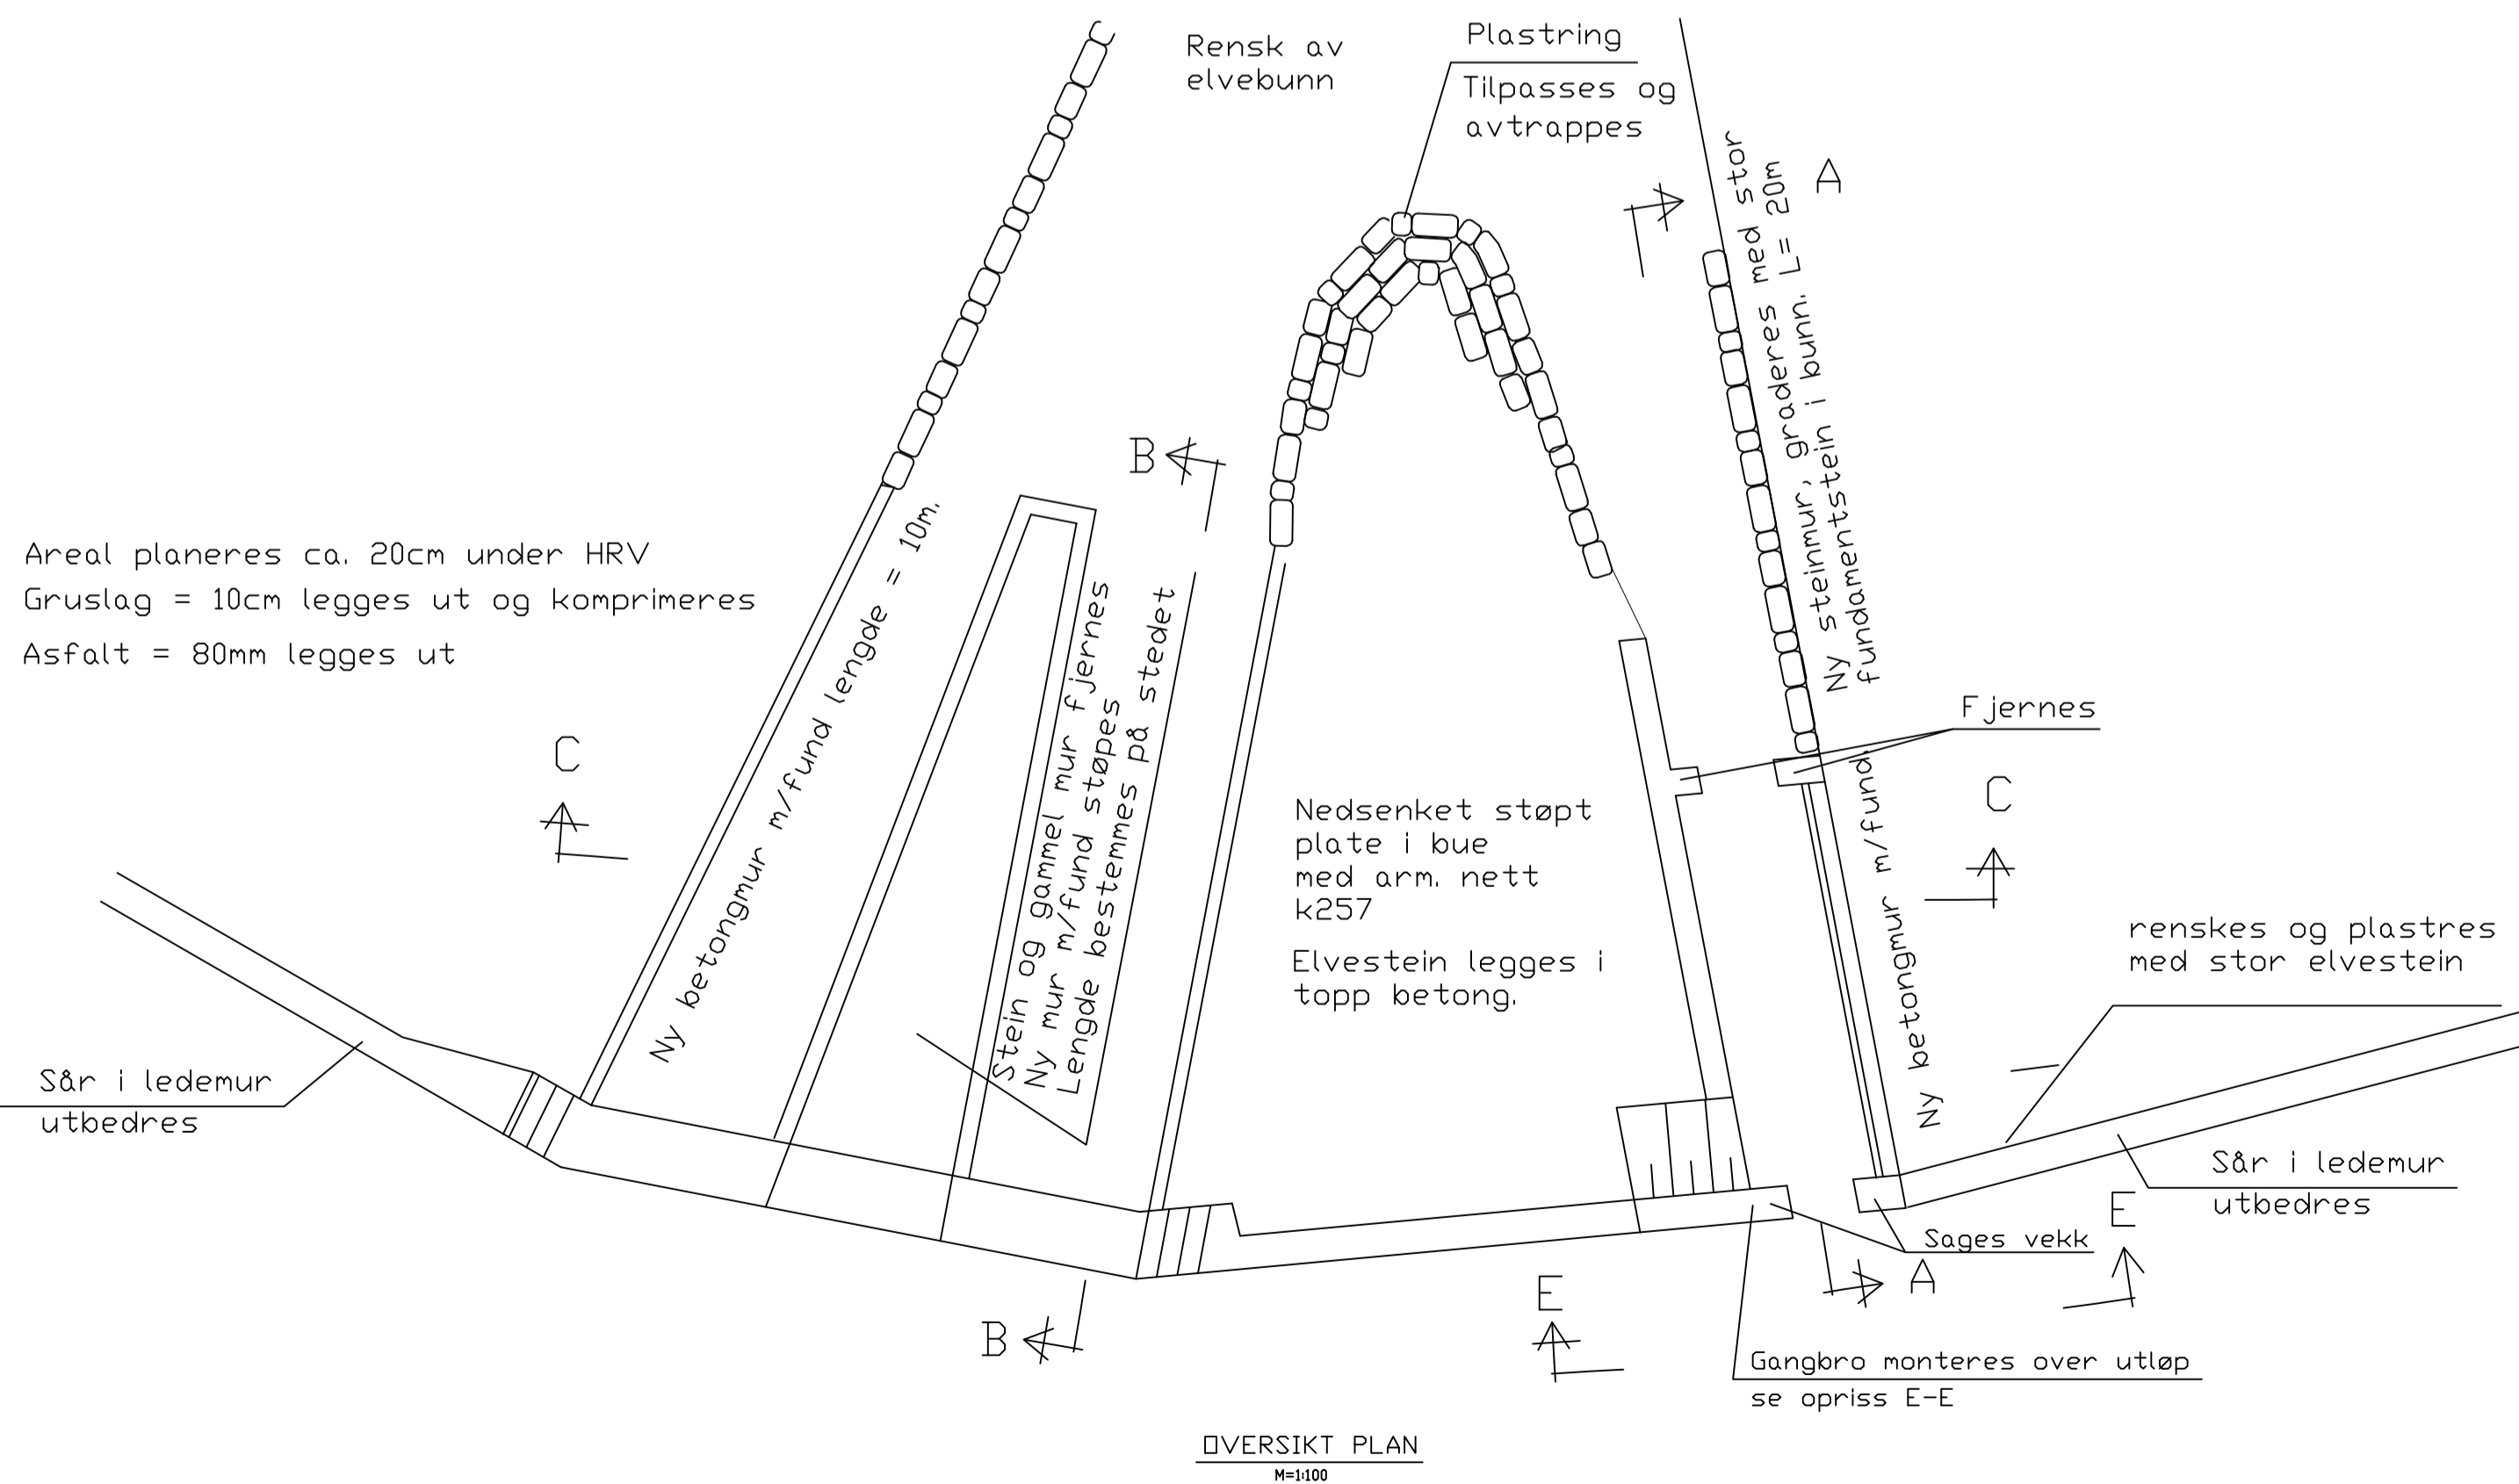 Rensk av
elvebunn
Plastring
Tilpasses og
avtrappes
A
Ny steinmur, graderes med stor
fundamentstein i bunn. L= 20m
B
Areal planeres ca. 20cm under HRV
Gruslag = 10cm legges ut og komprimeres
Asfalt = 80mm legges ut
Ny betongmur m/fund lengde = 10m.
Stein og gammel mur fjernes
Ny mur m/fund støpes
Lengde bestemmes på stedet
Fjernes
C
C
Nedsenket støpt
plate i bue
med arm. nett
k257
Elvestein legges i
topp betong.
Ny betongmur m/fund.
renskes og plastres
med stor elvestein
Sår i ledemur
utbedres
Sår i ledemur
utbedres
E
Sages vekk
A
E
B
Gangbro monteres over utløp
se opriss E-E
OVERSIKT PLAN
M=1:100